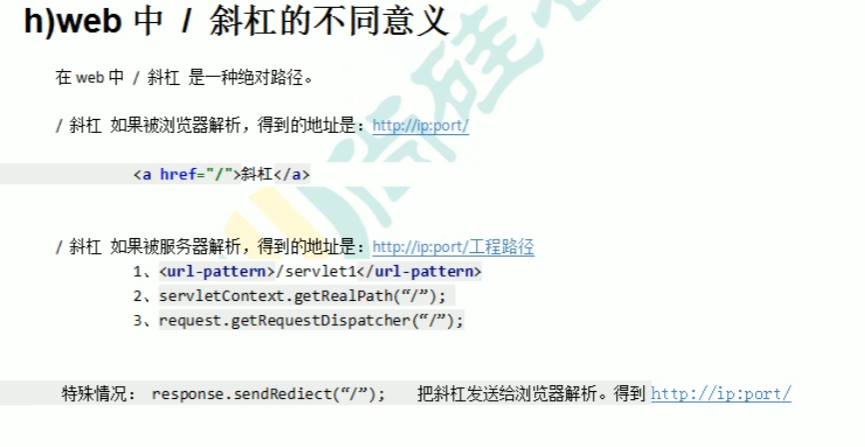 h)web 中 / 斜杠的不同意义
在 web 中 / 斜杠 是一种绝对路径。
/ 斜杠 如果被浏览器解析，得到的地址是：http://ip:port/
<a href="/">斜杠</a>
/ 斜杠 如果被服务器解析，得到的地址是：http://ip:port/工程路径
1、<url-pattern>/servlet1</url-pattern>
2、servletContext.getRealPath(“/”);
3、request.getRequestDispatcher(“/”);
特殊情况： response.sendRediect(“/”); 把斜杠发送给浏览器解析。得到 http://ip:port/